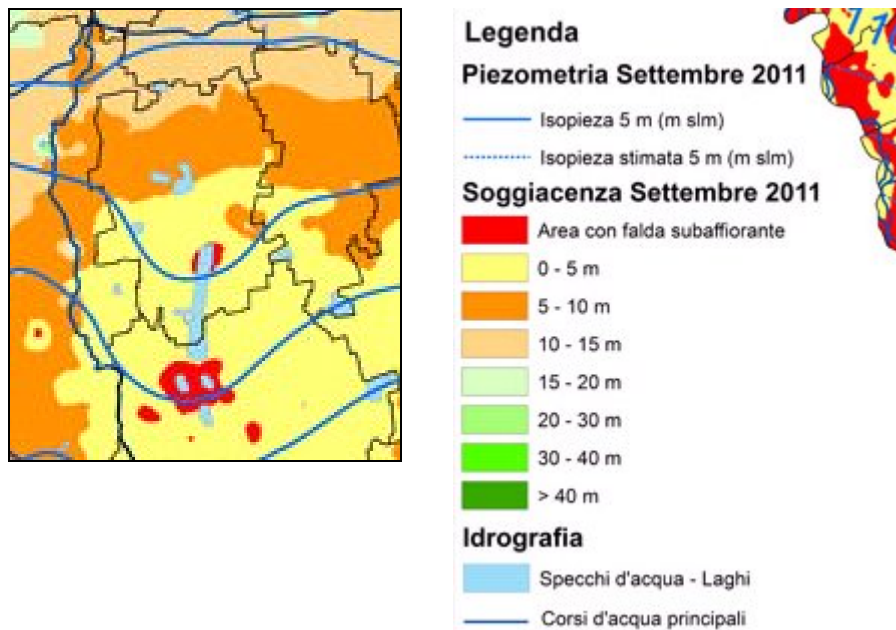 Legenda
Piezometria Settembre 2011
Isopieza 5 m (m slm)
Isopieza stimata 5 m (m slm)
Soggiacenza Settembre 2011
Area con falda subaffiorante
0 - 5 m
5 - 10 m
10 - 15 m
15 - 20 m
20 - 30 m
30 - 40 m
> 40 m
Idrografia
Specchi d'acqua - Laghi
Corsi d'acqua principali